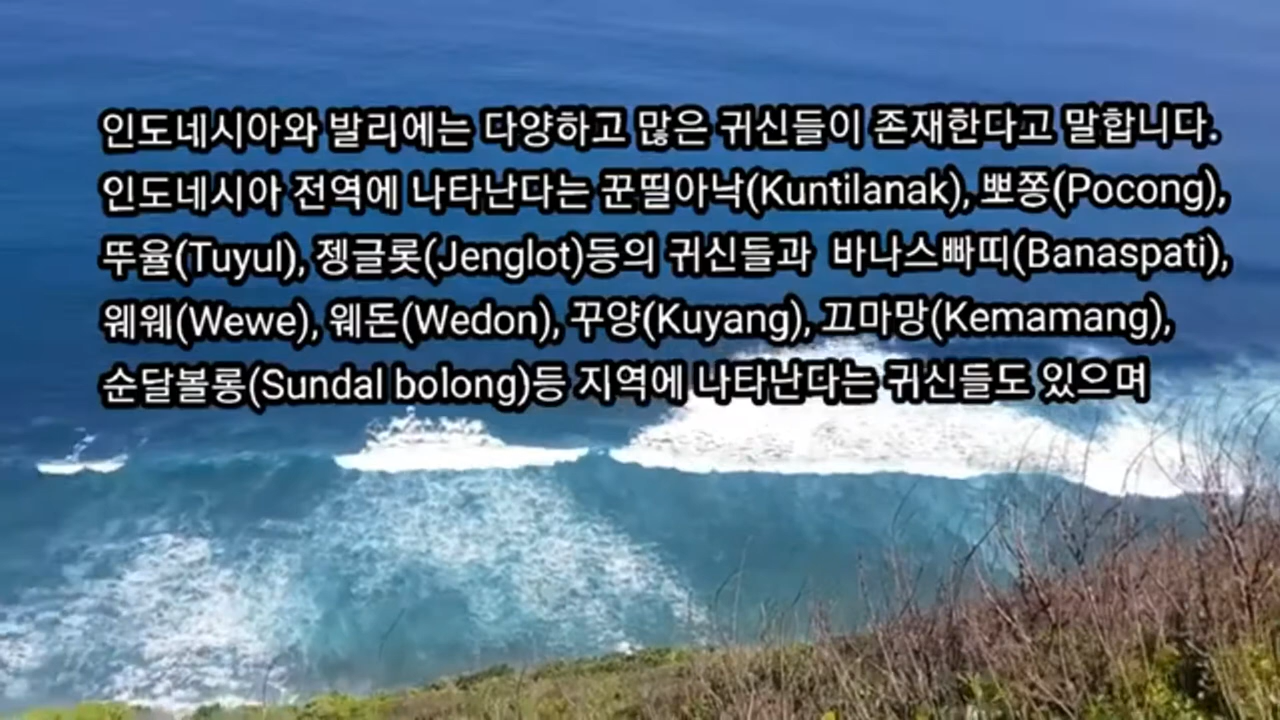 인도네시아와 발리에는 다양하고 많은 귀신들이 존재한다고 말합니다.
인도네시아 전역에 나타난다는 꾼띨아낙(Kuntilanak), 뽀쫑(Pocong),
뚜율(Tuyul), 젱글롯(Jenglot)등의 귀신들과 바나스빠띠(Banaspati),
웨웨(Wewe), 웨돈(Wedon), 꾸양(Kuyang), 끄마망(Kemamang),
순달볼롱(Sundal bolong)등 지역에 나타난다는 귀신들도 있으며